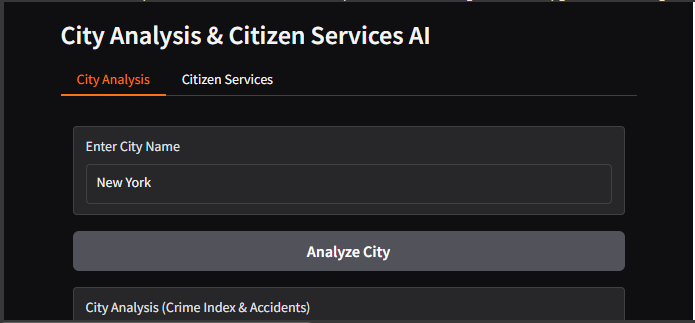 City Analysis & Citizen Services AI
City Analysis Citizen Services
Enter City Name
New York
Analyze City
City Analysis (Crime Index & Accidents)